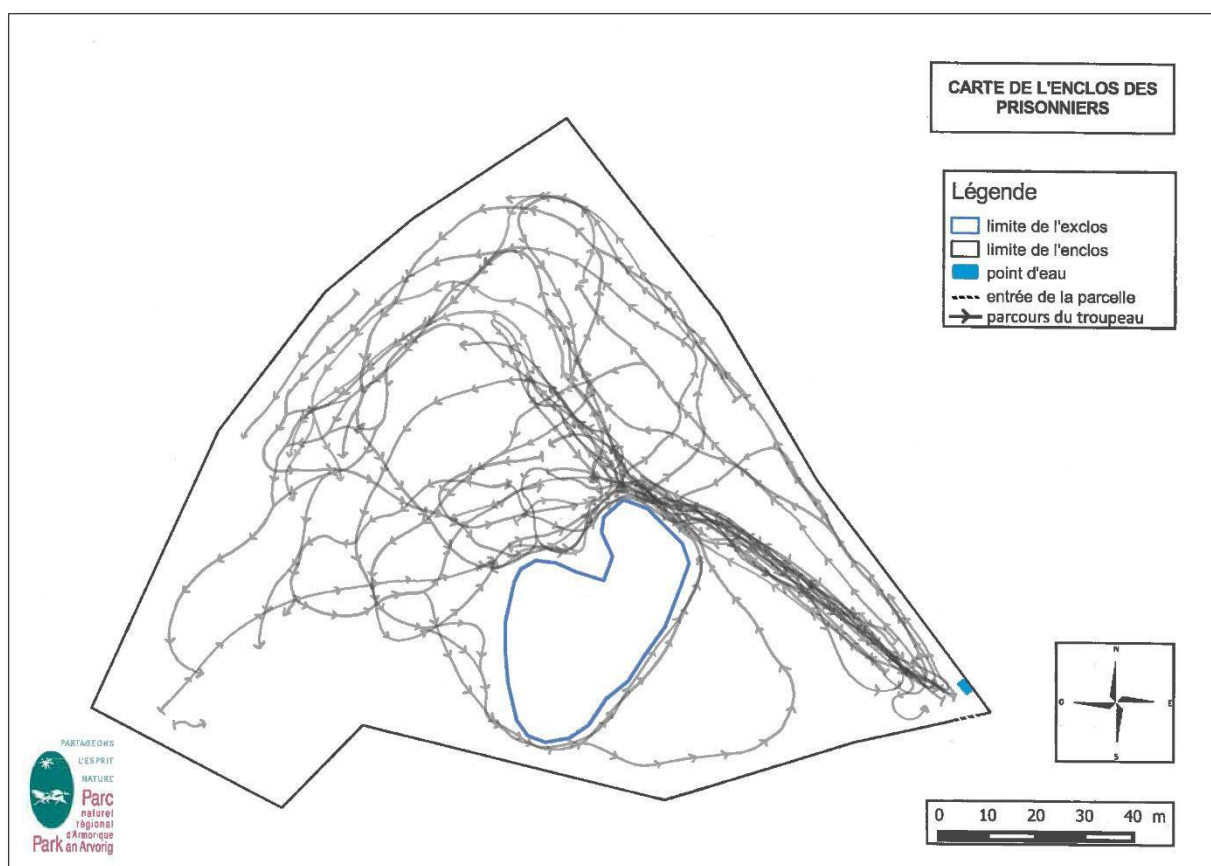 CARTE DE L'ENCLOS DES
PRISONNIERS
Légende
limite de l'exclos
limite de l'enclos
point d'eau
entrée de la parcelle
parcours du troupeau
N
O
E
S
PARTAGEONS
L'ESPRIT
NATURE
Parc
naturel
régional
d'Armorique
Park an Arvorig
0 10 20 30 40 m